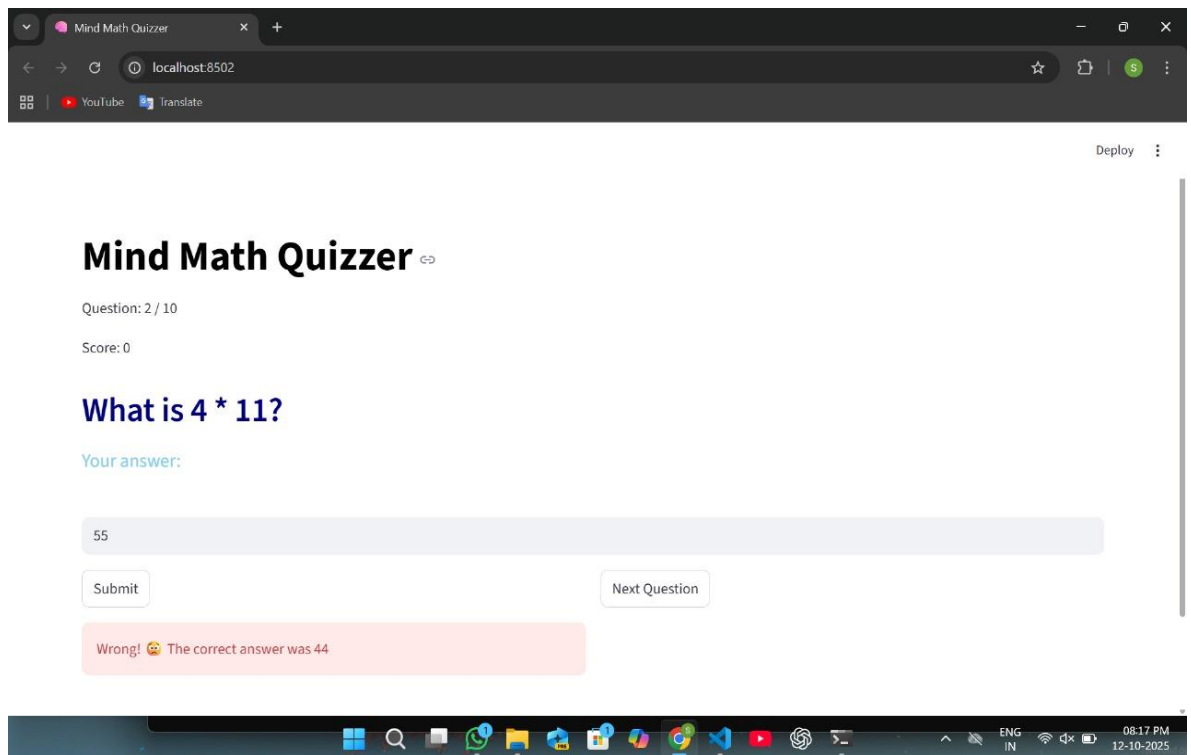 Mind Math Quizzer
localhost:8502
S
YouTube
Translate
Deploy
Mind Math Quizzer
Question: 2 / 10
Score: 0
What is 4 * 11?
Your answer:
55
Submit Next Question
Wrong! 😩 The correct answer was 44
1 1 S
ENG 08:17 PM
IN 12-10-2025